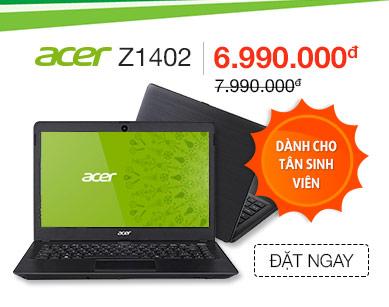 acer Z1402
6.990.000đ
7.990.000đ
DÀNH CHO
TÂN SINH
VIÊN
acer
acer
ĐẶT NGAY